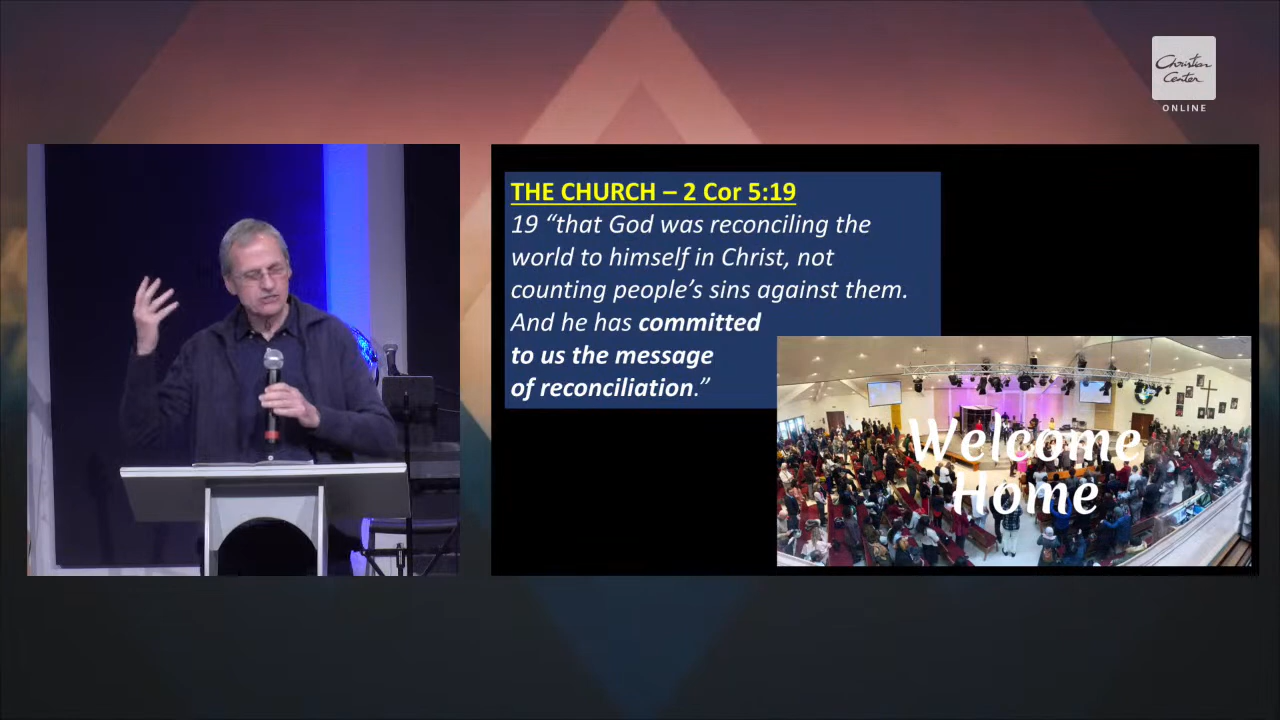 Christian
Center
ONLINE
THE CHURCH – 2 Cor 5:19
19 “that God was reconciling the
world to himself in Christ, not
counting people’s sins against them.
And he has committed
to us the message
of reconciliation.”
Welcome
Home